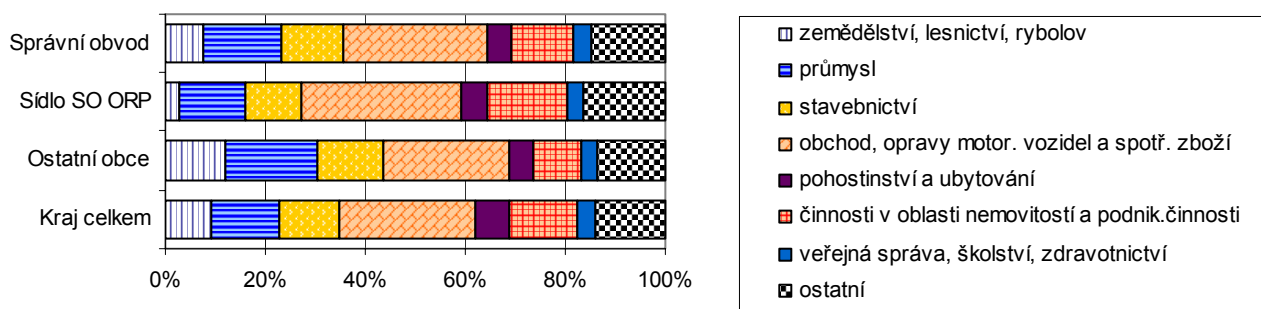 Správní obvod
Sídlo SO ORP
Ostatní obce
Kraj celkem
0% 20% 40% 60% 80% 100%
zemědělství, lesnictví, rybolov
průmysl
stavebnictví
obchod, opravy motor. vozidel a spotř. zboží
pohostinství a ubytování
činnosti v oblasti nemovitostí a podnik.činnosti
veřejná správa, školství, zdravotnictví
ostatní